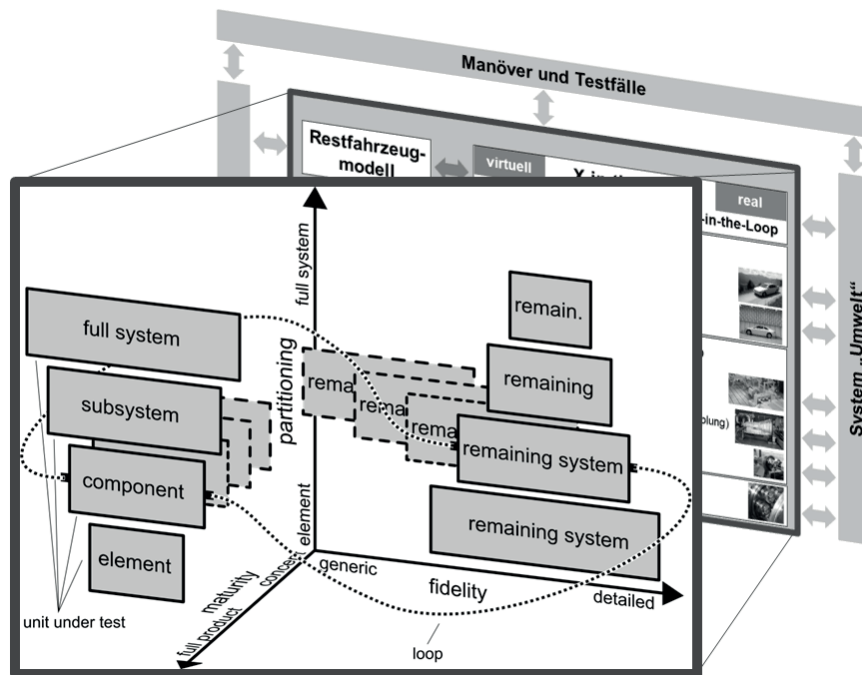 Manöver und Testfälle
Restfahrzeug-
modell
virtuell
real
-in-the-Loop
System „Umwelt“
full system
partitioning
element
full system
subsystem
component
element
unit under test
remain.
remaining
remaining system
remaining system
rema
rema
rema
generic
fidelity
detailed
concept
maturity
full product
loop